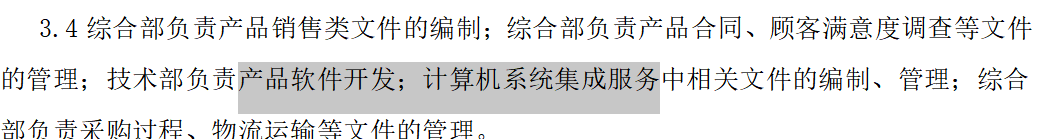 3.4 综合部负责产品销售类文件的编制；综合部负责产品合同、顾客满意度调查等文件
的管理；技术部负责产品软件开发；计算机系统集成服务中相关文件的编制、管理；综合
部负责采购过程、物流运输等文件的管理。